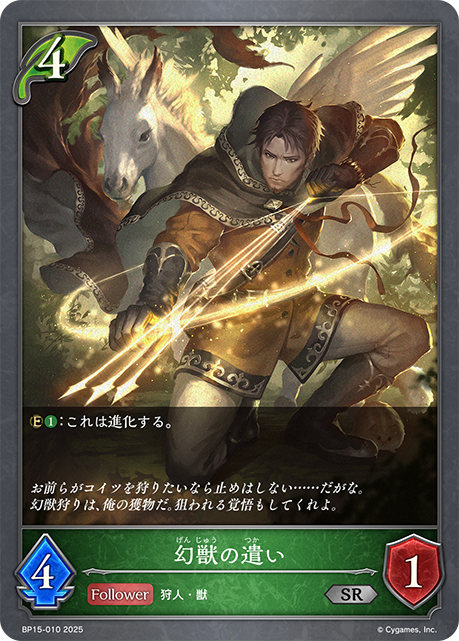 4
E 1：これは進化する。
お前らがコイツを狩りたいなら止めはしない……だがな。
幻獣狩りは、俺の獲物だ。狙われる覚悟もしてくれよ。
げんじゅう つか
幻獣の遣い
4
Follower 狩人・獣
SR
1
BP15-010 2025
© Cygames, Inc.